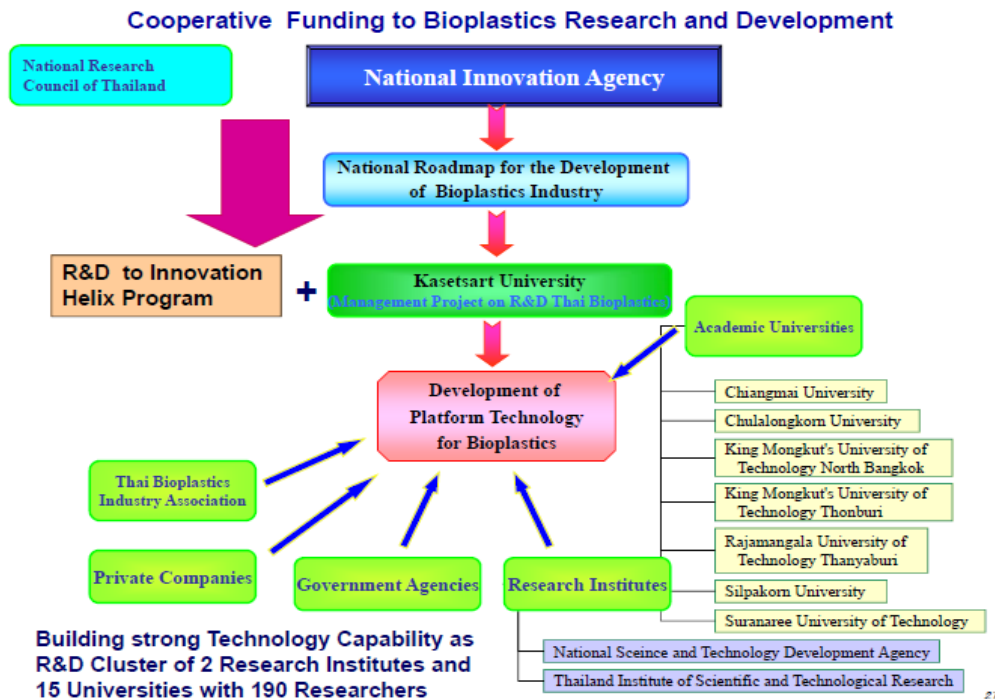 Cooperative Funding to Bioplastics Research and Development
National Research
Council of Thailand
National Innovation Agency
National Roadmap for the Development
of Bioplastics Industry
R&D to Innovation
Helix Program
+
Kasetsart University
(Management Project on R&D Thai Bioplastics)
Academic Universities
Development of
Platform Technology
for Bioplastics
Chiangmai University
Chulalongkorn University
King Mongkut's University of
Technology North Bangkok
King Mongkut's University of
Technology Thonburi
Rajamangala University of
Technology Thanyaburi
Silpakorn University
Suranaree University of Technology
Thai Bioplastics
Industry Association
Private Companies
Government Agencies
Research Institutes
National Sceince and Technology Development Agency
Thailand Institute of Scientific and Technological Research
Building strong Technology Capability as
R&D Cluster of 2 Research Institutes and
15 Universities with 190 Researchers